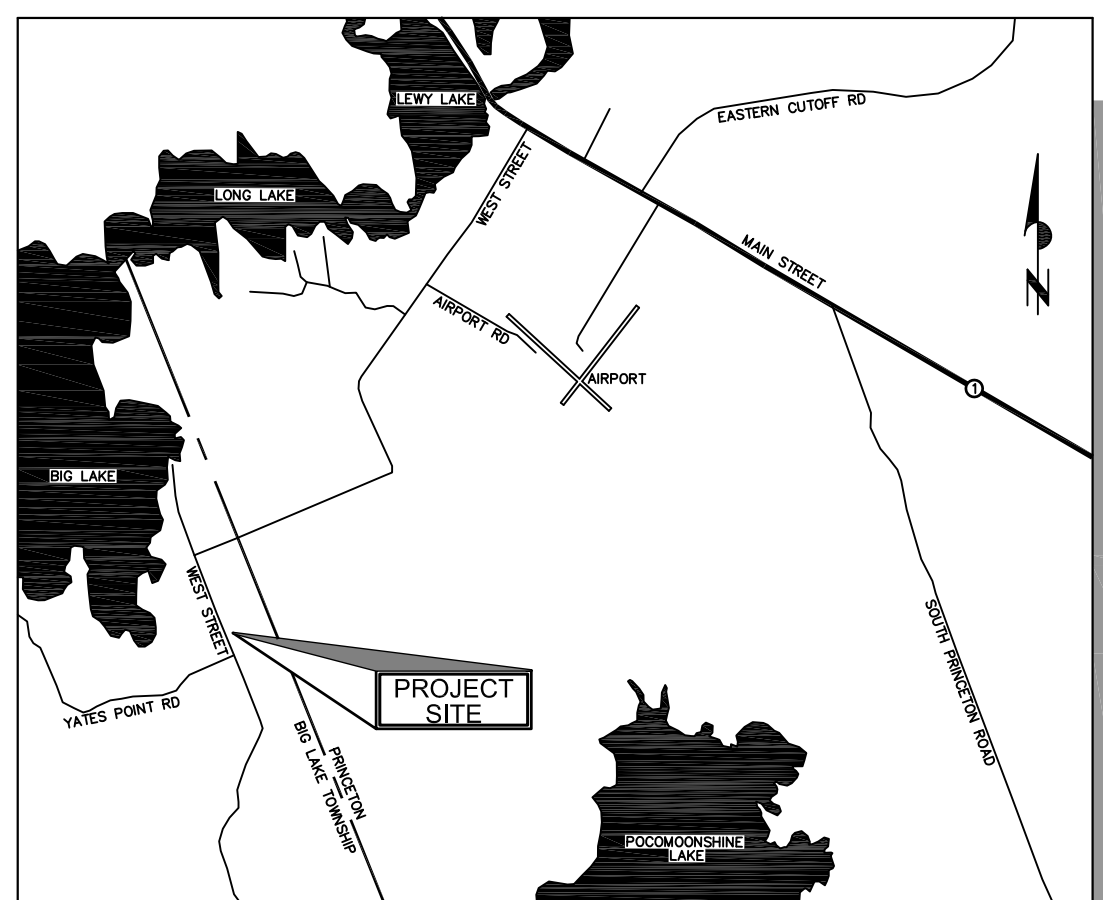 LEWY LAKE
EASTERN CUTOFF RD
LONG LAKE
WEST STREET
MAIN STREET
N
AIRPORT RD
AIRPORT
1
BIG LAKE
WEST STREET
SOUTH PRINCETON ROAD
PROJECT
SITE
YATES POINT RD
PRINCETON
BIG LAKE TOWNSHIP
POCOMOONSHINE
LAKE